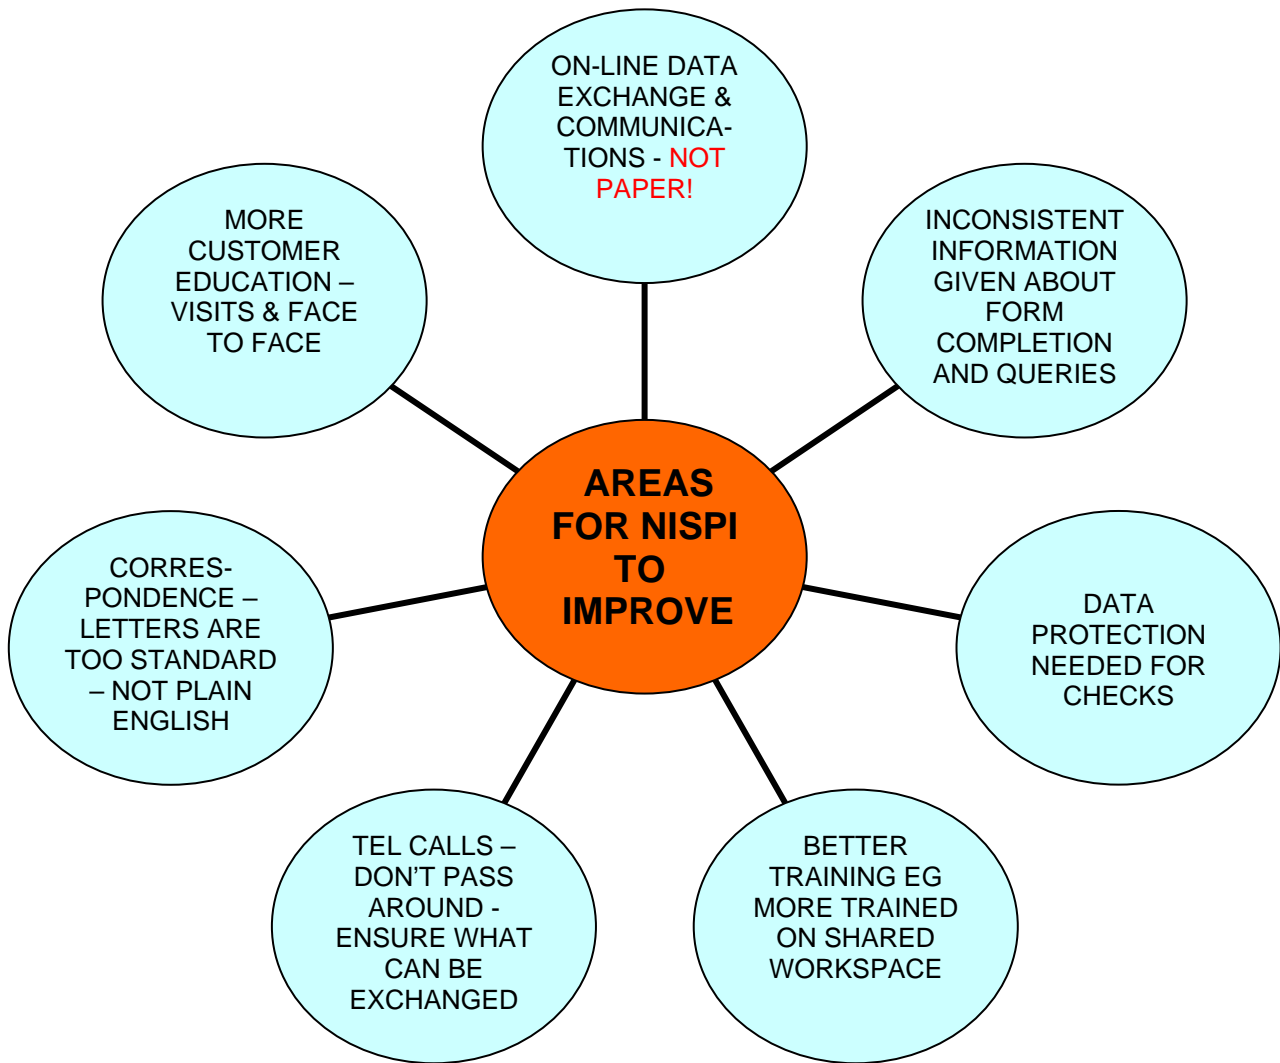 ON-LINE DATA
EXCHANGE &
COMMUNICA-
TIONS - NOT
PAPER!
MORE
CUSTOMER
EDUCATION –
VISITS & FACE
TO FACE
INCONSISTENT
INFORMATION
GIVEN ABOUT
FORM
COMPLETION
AND QUERIES
AREAS
FOR NISPI
TO
IMPROVE
CORRES-
PONDENCE –
LETTERS ARE
TOO STANDARD
– NOT PLAIN
ENGLISH
DATA
PROTECTION
NEEDED FOR
CHECKS
TEL CALLS –
DON'T PASS
AROUND -
ENSURE WHAT
CAN BE
EXCHANGED
BETTER
TRAINING EG
MORE TRAINED
ON SHARED
WORKSPACE